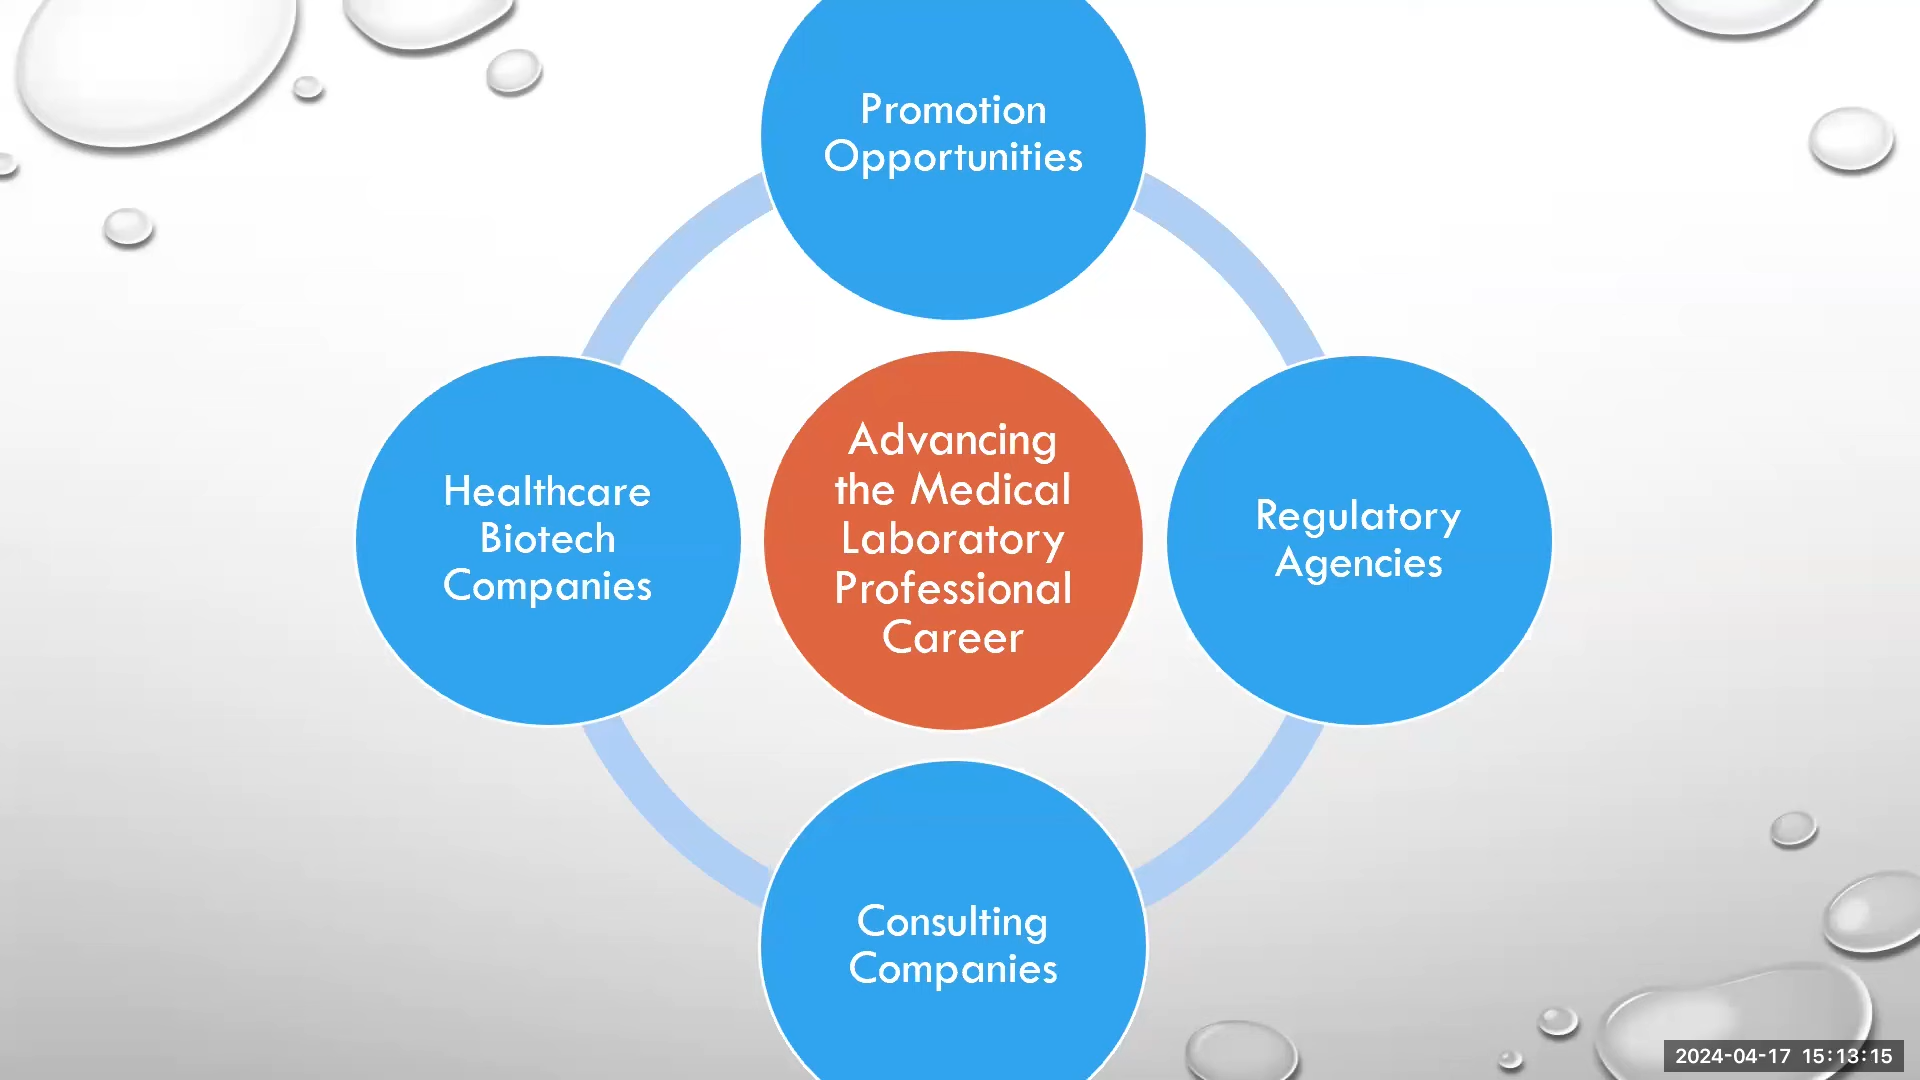 Promotion
Opportunities
Healthcare
Biotech
Companies
Advancing
the Medical
Laboratory
Professional
Career
Regulatory
Agencies
Consulting
Companies
2024-04-17 15:13:15